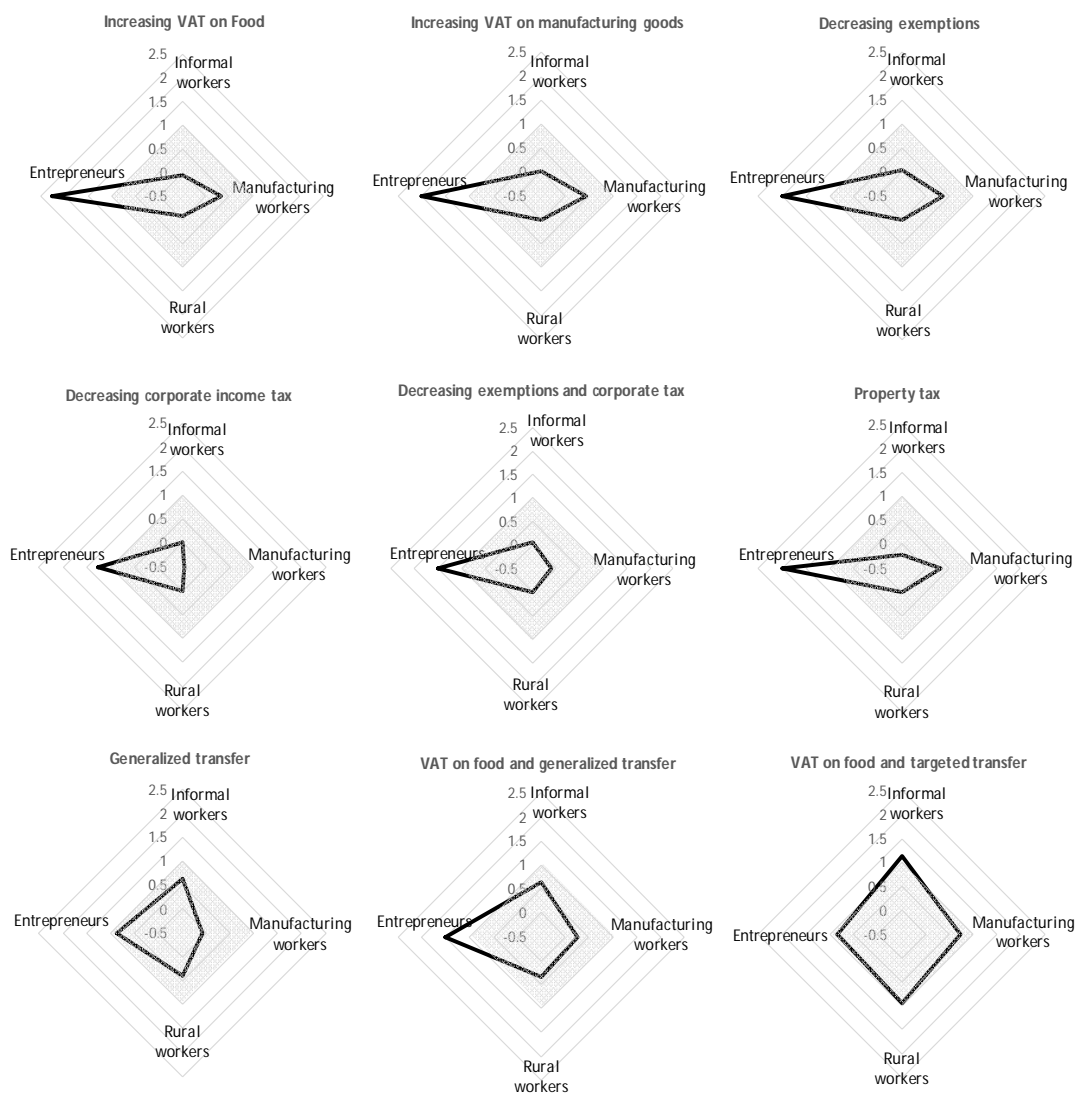 Increasing VAT on Food
2.5
Informal
workers
2
1.5
1
0.5
0
-0.5
Entrepreneurs
Manufacturing
workers
Rural
workers
Increasing VAT on manufacturing goods
2.5
Informal
workers
2
1.5
1
0.5
0
-0.5
Entrepreneurs
Manufacturing
workers
Rural
workers
Decreasing exemptions
2.5
Informal
workers
2
1.5
1
0.5
0
-0.5
Entrepreneurs
Manufacturing
workers
Rural
workers
Decreasing corporate income tax
2.5
Informal
workers
2
1.5
1
0.5
0
-0.5
Entrepreneurs
Manufacturing
workers
Rural
workers
Decreasing exemptions and corporate tax
2.5
Informal
workers
2
1.5
1
0.5
0
-0.5
Entrepreneurs
Manufacturing
workers
Rural
workers
Property tax
2.5
Informal
workers
2
1.5
1
0.5
0
-0.5
Entrepreneurs
Manufacturing
workers
Rural
workers
Generalized transfer
2.5
Informal
workers
2
1.5
1
0.5
0
-0.5
Entrepreneurs
Manufacturing
workers
Rural
workers
VAT on food and generalized transfer
2.5
Informal
workers
2
1.5
1
0.5
0
-0.5
Entrepreneurs
Manufacturing
workers
Rural
workers
VAT on food and targeted transfer
2.5
Informal
workers
2
1.5
1
0.5
0
-0.5
Entrepreneurs
Manufacturing
workers
Rural
workers